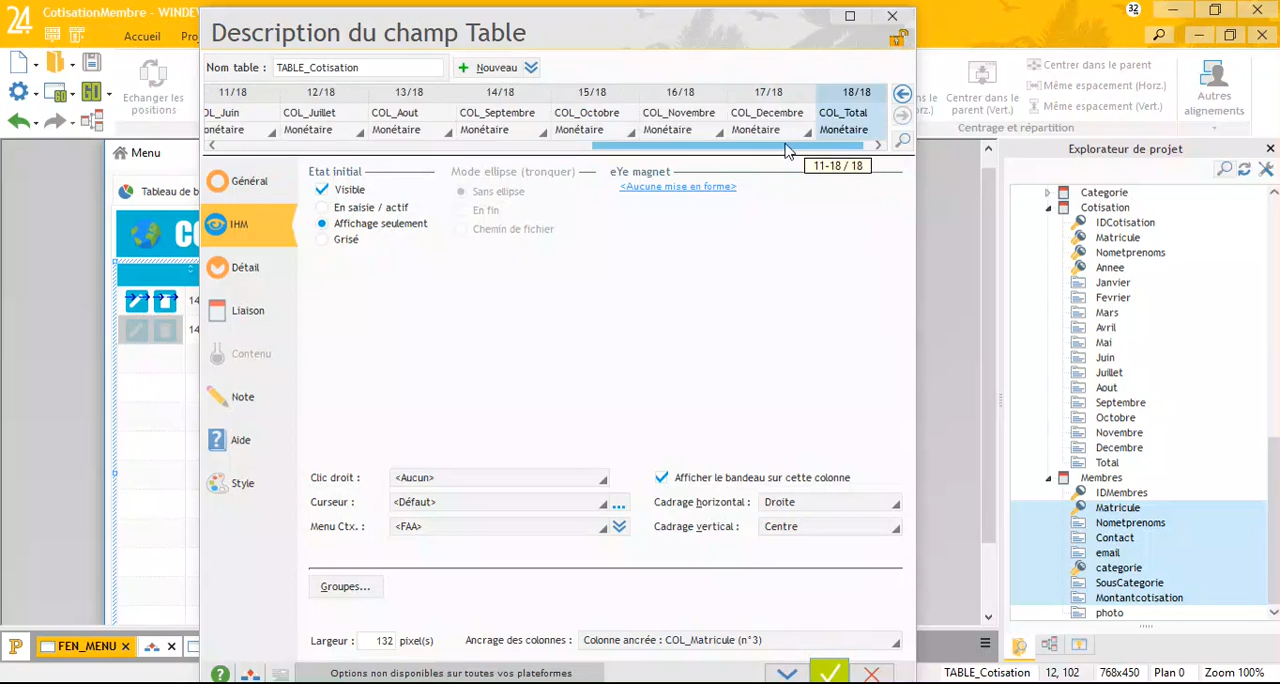 24
CotisationMembre - WINDE
32
Accueil
Description du champ Table
Nom table :
TABLE_Cotisation
Nouveau
Echanger les
positions
11/18
12/18
13/18
14/18
15/18
16/18
17/18
18/18
COL_Juillet
COL_Aout
COL_Septembre
COL_Octobre
COL_Novembre
COL_Decembre
COL_Total
Monétaire
Monétaire
Monétaire
Monétaire
Monétaire
Monétaire
Monétaire
11-18 / 18
Centrer dans le
parent (Vert.)
Centrer dans le parent
Même espacement (Horz.)
Même espacement (Vert.)
Autres
alignements
Centrage et répartition
Menu
Tableau de b
CO
14
14
Général
IHM
Détail
Liaison
Contenu
Note
Aide
Style
Etat initial
Visible
En saisie / actif
Affichage seulement
Grisé
Mode ellipse (tronquer)
Sans ellipse
En fin
Chemin de fichier
eYe magnet
<Aucune mise en forme>
Clic droit :
<Aucun>
Curseur :
<Défaut>
Menu Ctx. :
<FAA>
Afficher le bandeau sur cette colonne
Cadrage horizontal :
Droite
Cadrage vertical :
Centre
Groupes...
Largeur :
132
pixel(s)
Ancrage des colonnes :
Colonne ancrée : COL_Matricule (n°3)
Options non disponibles sur toutes vos plateformes
Explorateur de projet
Categorie
Cotisation
IDCotisation
Matricule
Nometprenoms
Annee
Janvier
Fevrier
Mars
Avril
Mai
Juin
Juillet
Aout
Septembre
Octobre
Novembre
Decembre
Total
Membres
IDMembres
Matricule
Nometprenoms
Contact
email
categorie
SousCategorie
Montantcotisation
photo
FEN_MENU
TABLE_Cotisation
12, 102
768x450
Plan 0
Zoom 100%